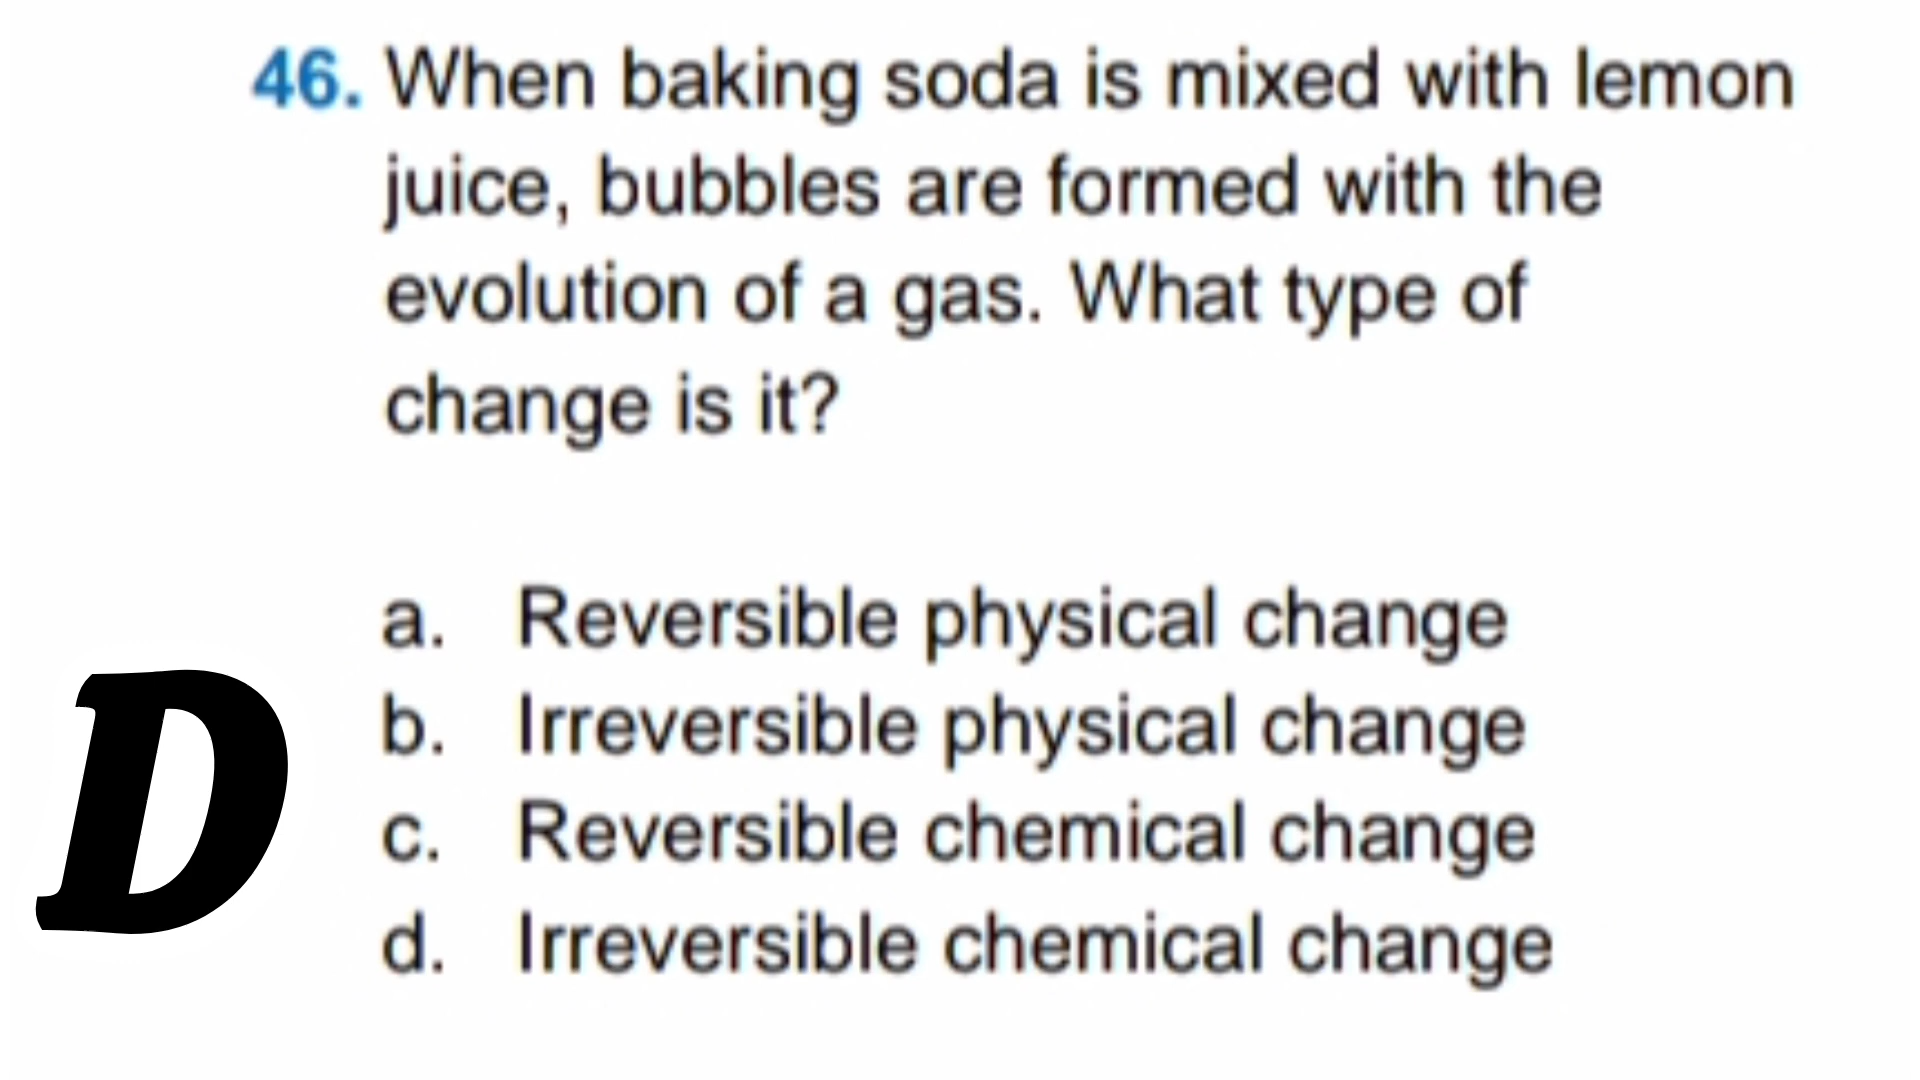 46. When baking soda is mixed with lemon
juice, bubbles are formed with the
evolution of a gas. What type of
change is it?
a. Reversible physical change
b. Irreversible physical change
c. Reversible chemical change
d. Irreversible chemical change
D